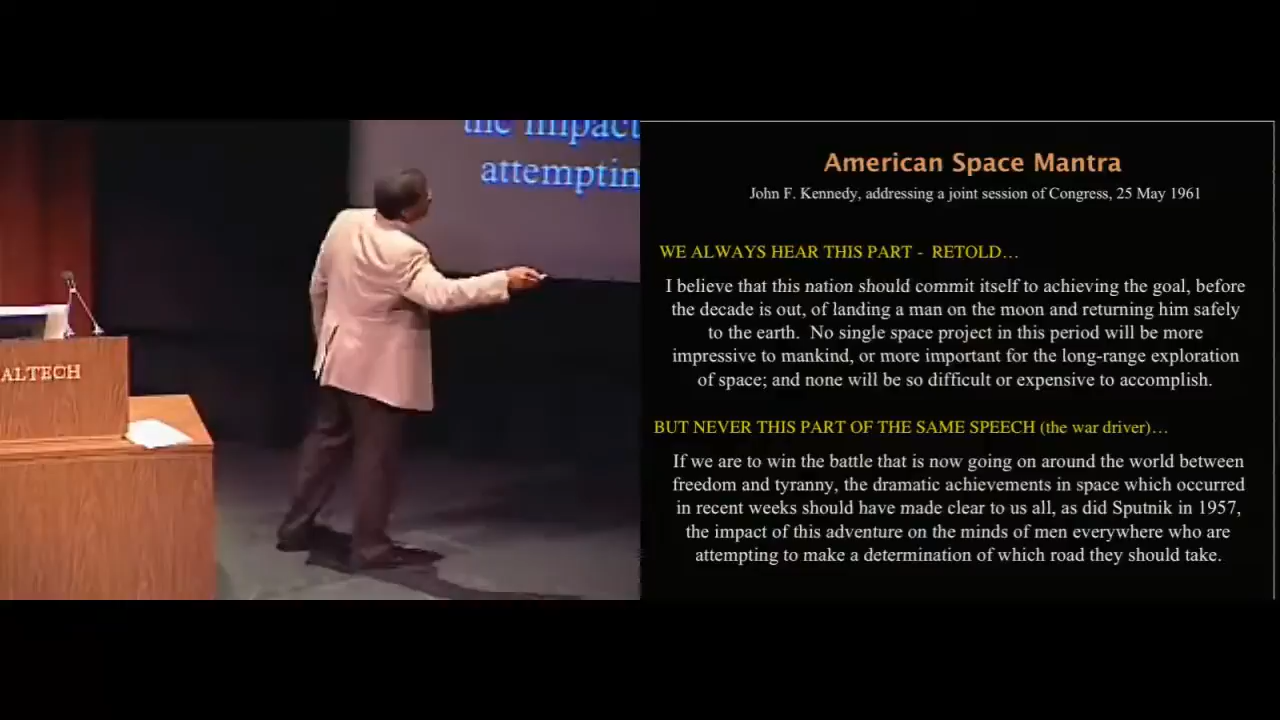 the impact
attemptin
ALTECH
American Space Mantra
John F. Kennedy, addressing a joint session of Congress, 25 May 1961
WE ALWAYS HEAR THIS PART - RETOLD…
I believe that this nation should commit itself to achieving the goal, before
the decade is out, of landing a man on the moon and returning him safely
to the earth. No single space project in this period will be more
impressive to mankind, or more important for the long-range exploration
of space; and none will be so difficult or expensive to accomplish.
BUT NEVER THIS PART OF THE SAME SPEECH (the war driver)…
If we are to win the battle that is now going on around the world between
freedom and tyranny, the dramatic achievements in space which occurred
in recent weeks should have made clear to us all, as did Sputnik in 1957,
the impact of this adventure on the minds of men everywhere who are
attempting to make a determination of which road they should take.